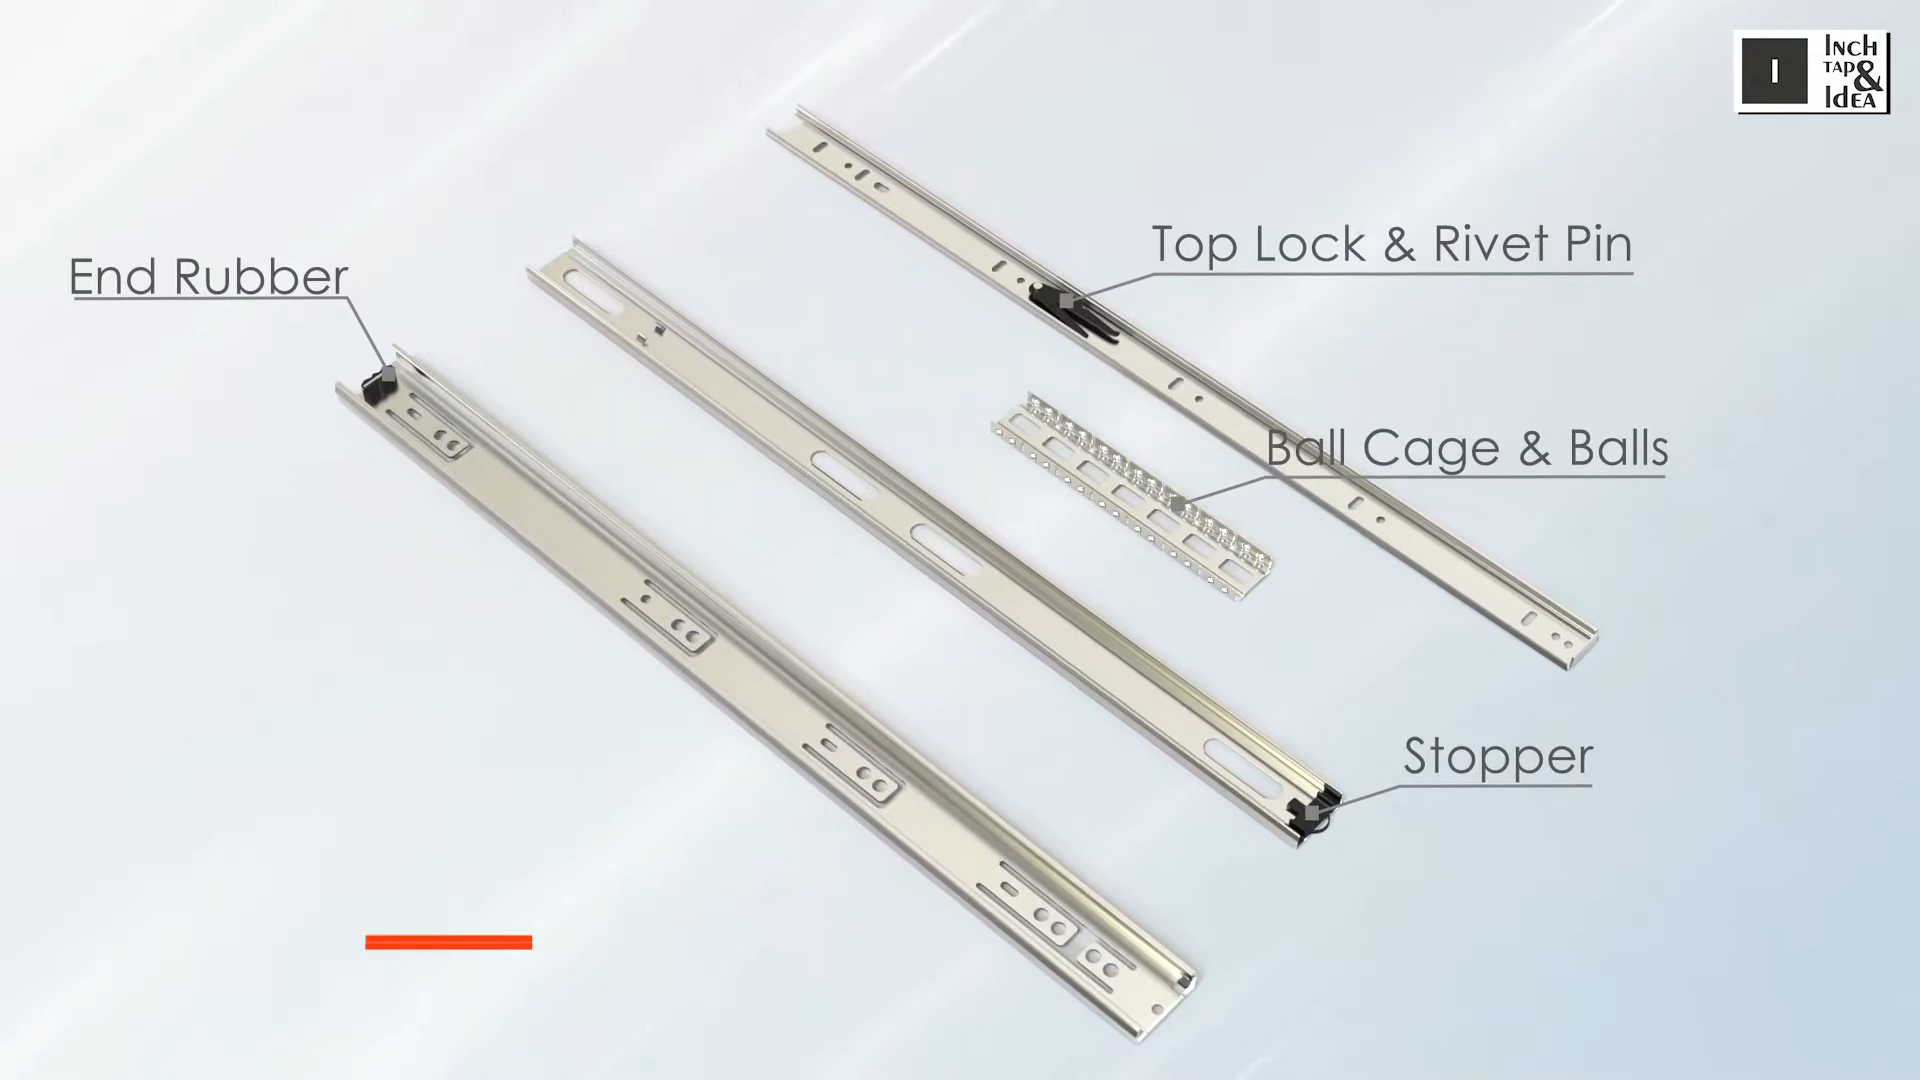 I
INCH
TAP &
IDEA
Top Lock & Rivet Pin
End Rubber
Ball Cage & Balls
Stopper